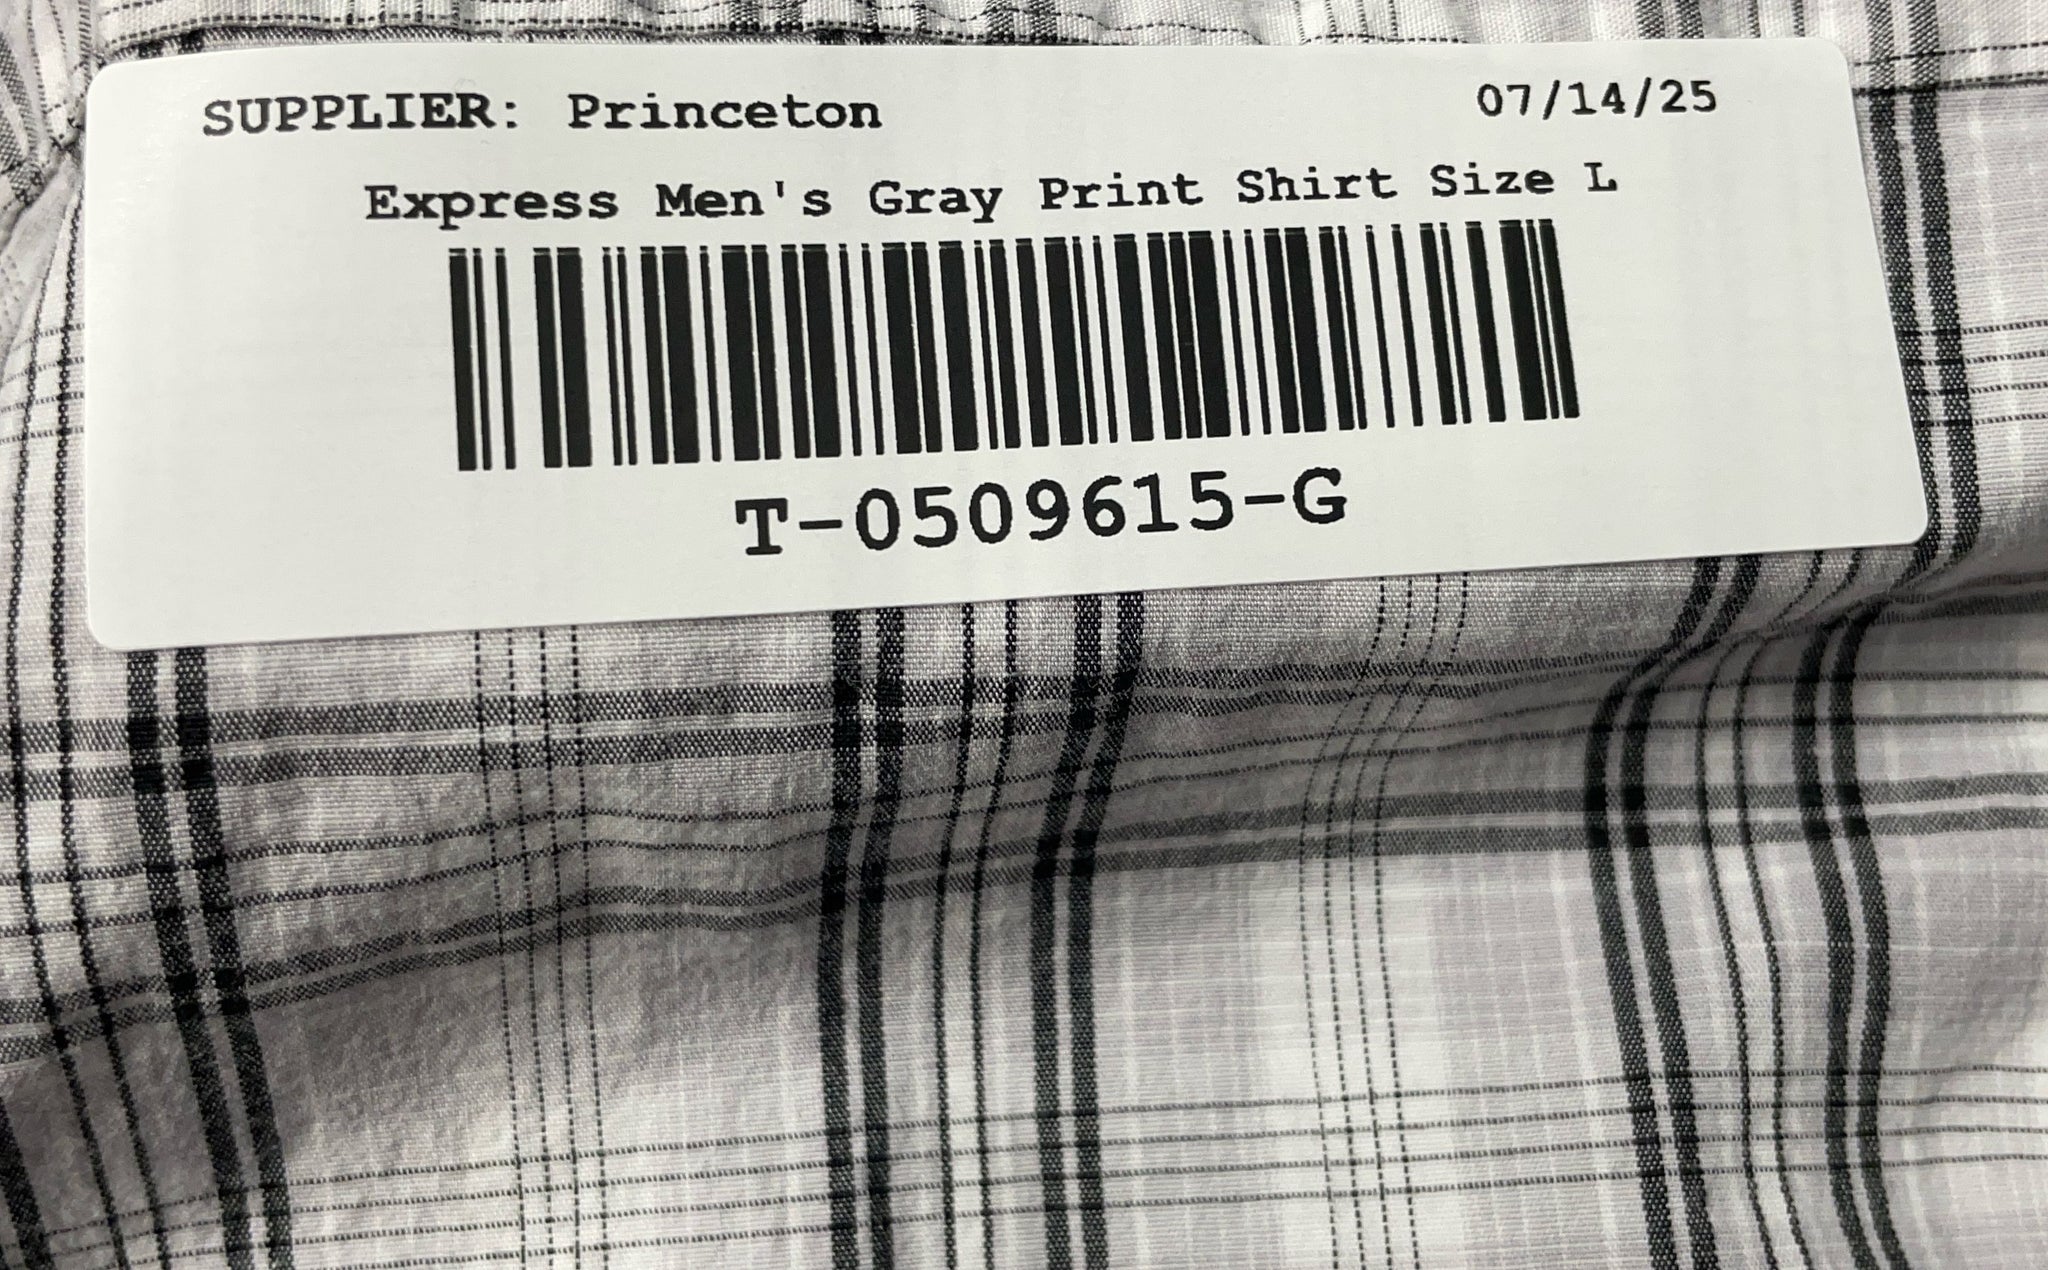 SUPPLIER: Princeton 07/14/25
Express Men's Gray Print Shirt Size L
T-0509615-G